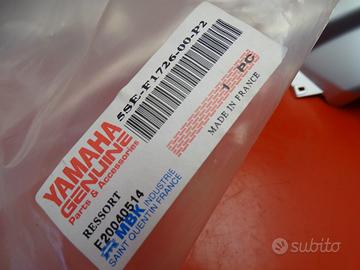 5SE-F1726-00-P2
1 PC
MADE IN FRANCE
YAMAHA
GENUINE
Parts & Accessories
RESSORT
F20040514
MBK INDUSTRIE
SAINT QUENTIN FRANCE
subito